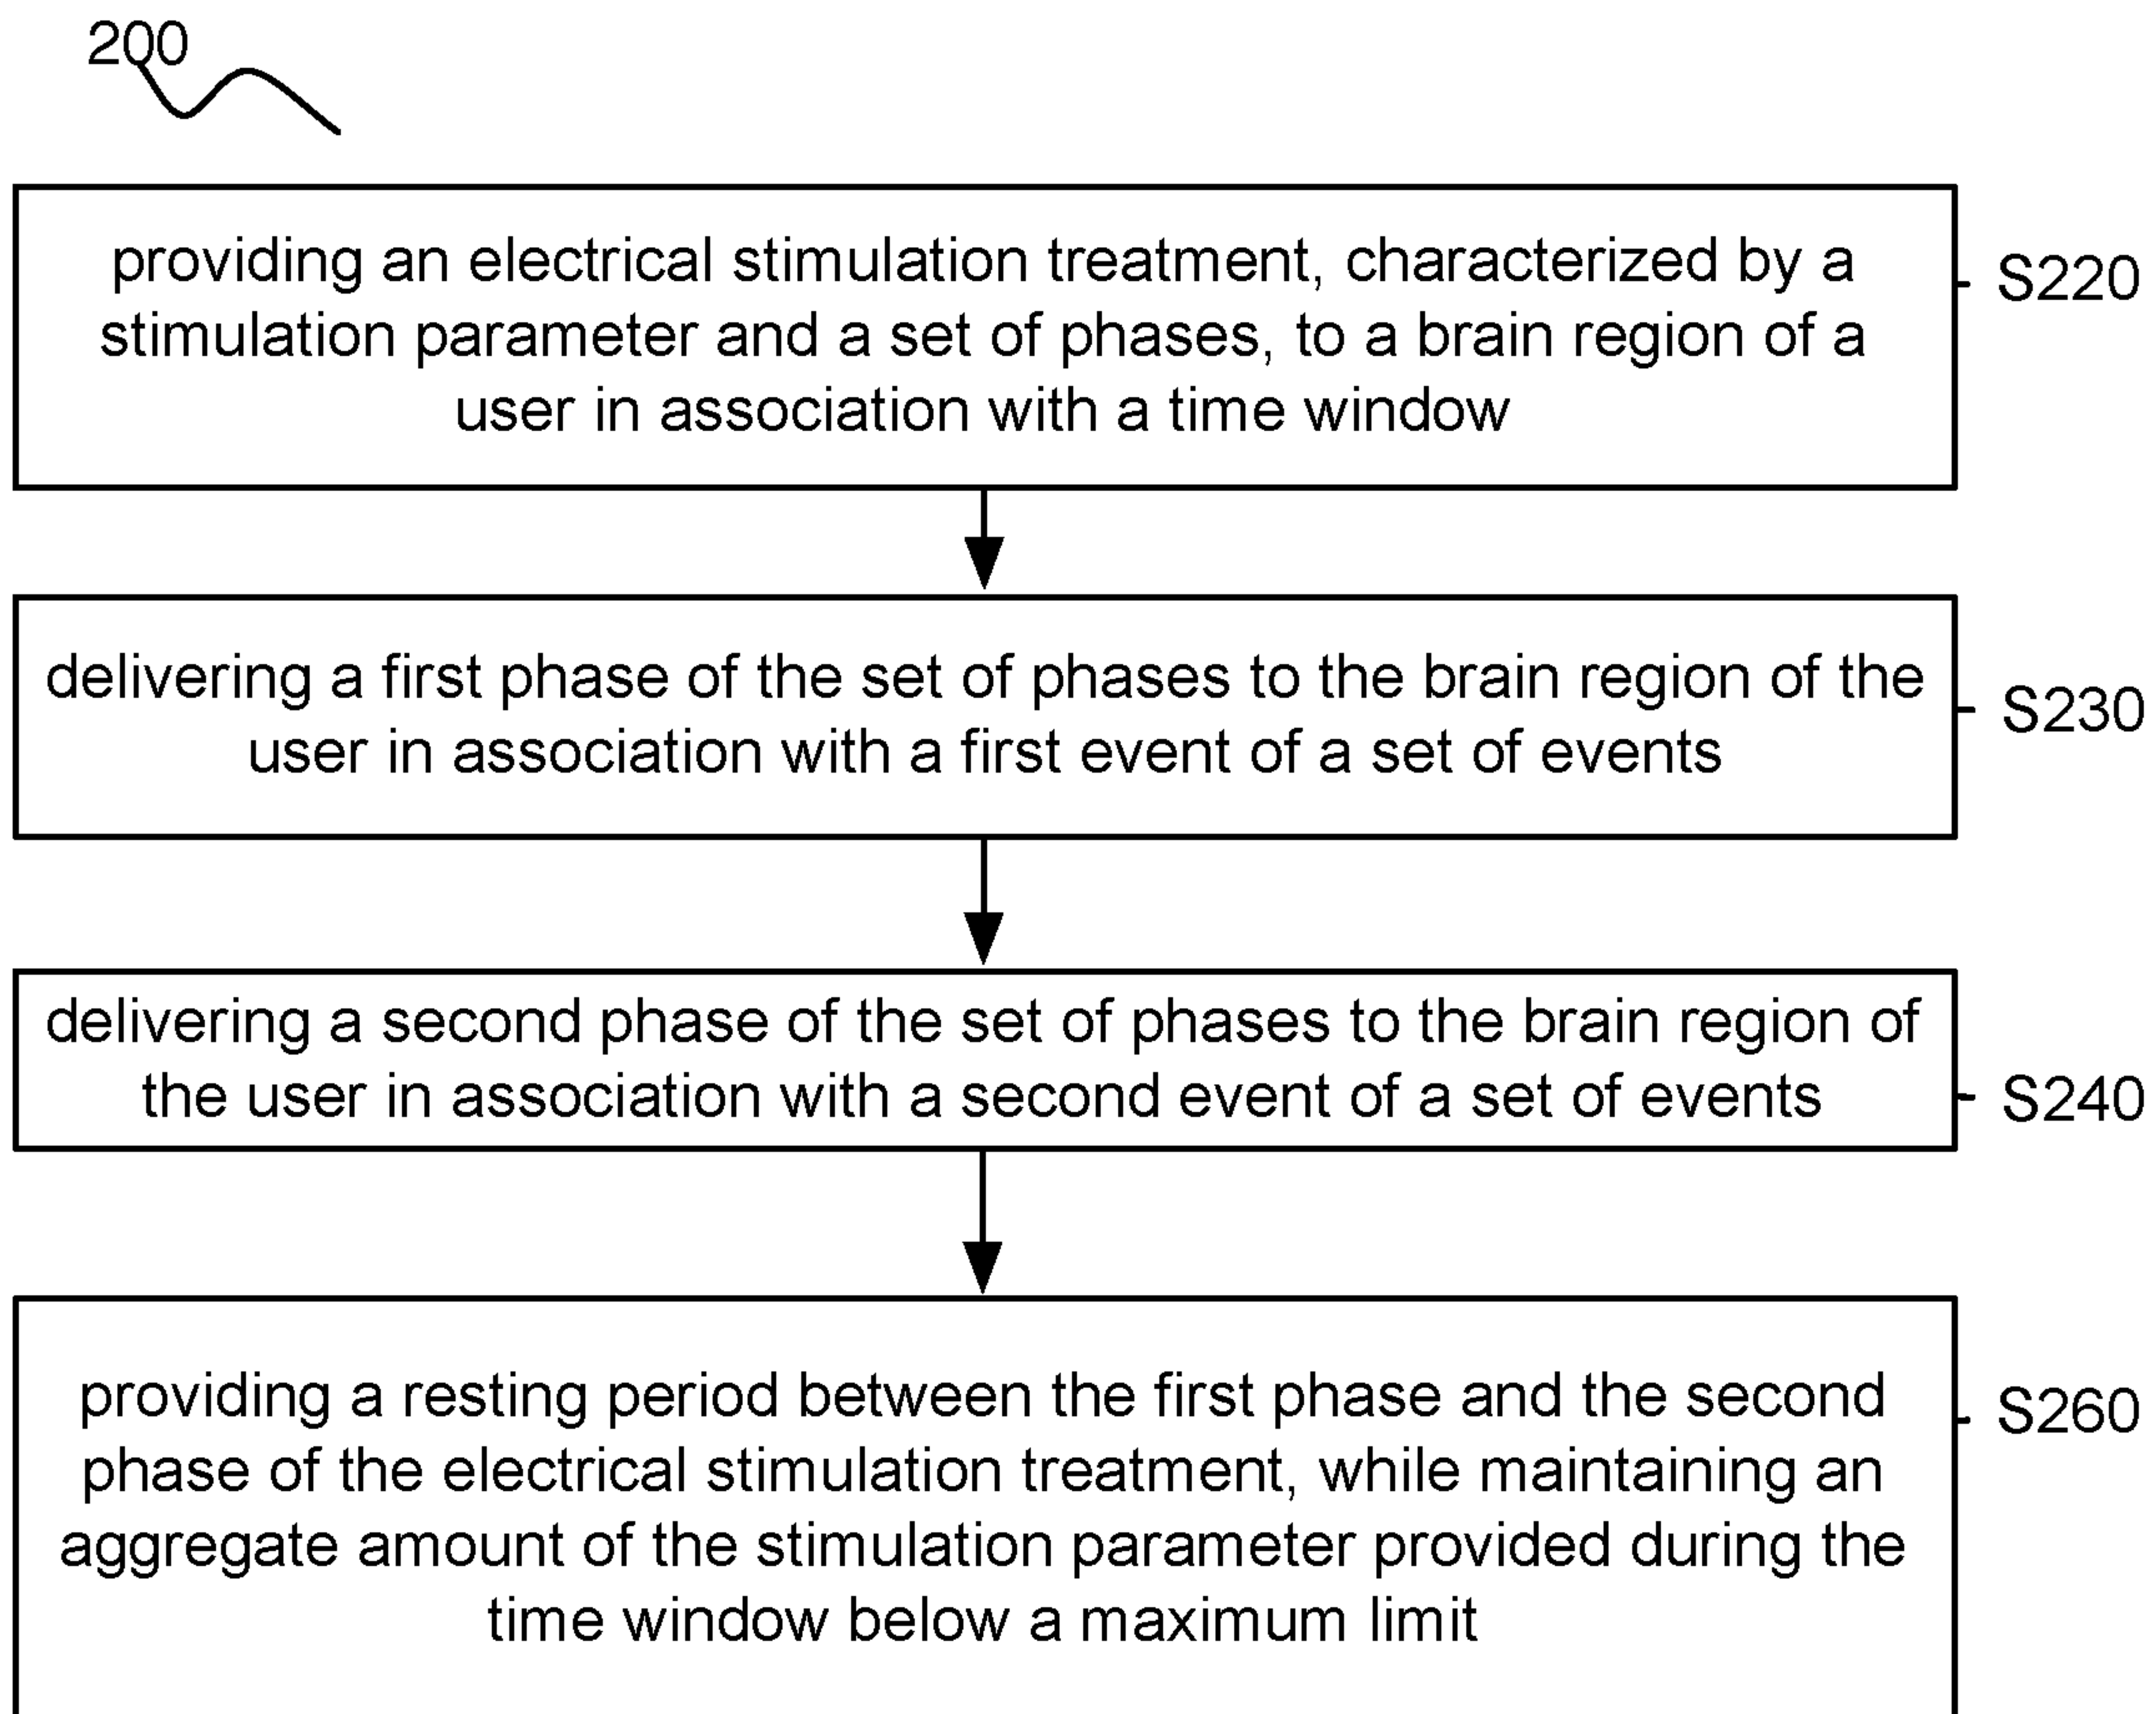 200
providing an electrical stimulation treatment, characterized by a
stimulation parameter and a set of phases, to a brain region of a
user in association with a time window
S220
delivering a first phase of the set of phases to the brain region of the
user in association with a first event of a set of events
S230
delivering a second phase of the set of phases to the brain region of
the user in association with a second event of a set of events
S240
providing a resting period between the first phase and the second
phase of the electrical stimulation treatment, while maintaining an
aggregate amount of the stimulation parameter provided during the
time window below a maximum limit
S260